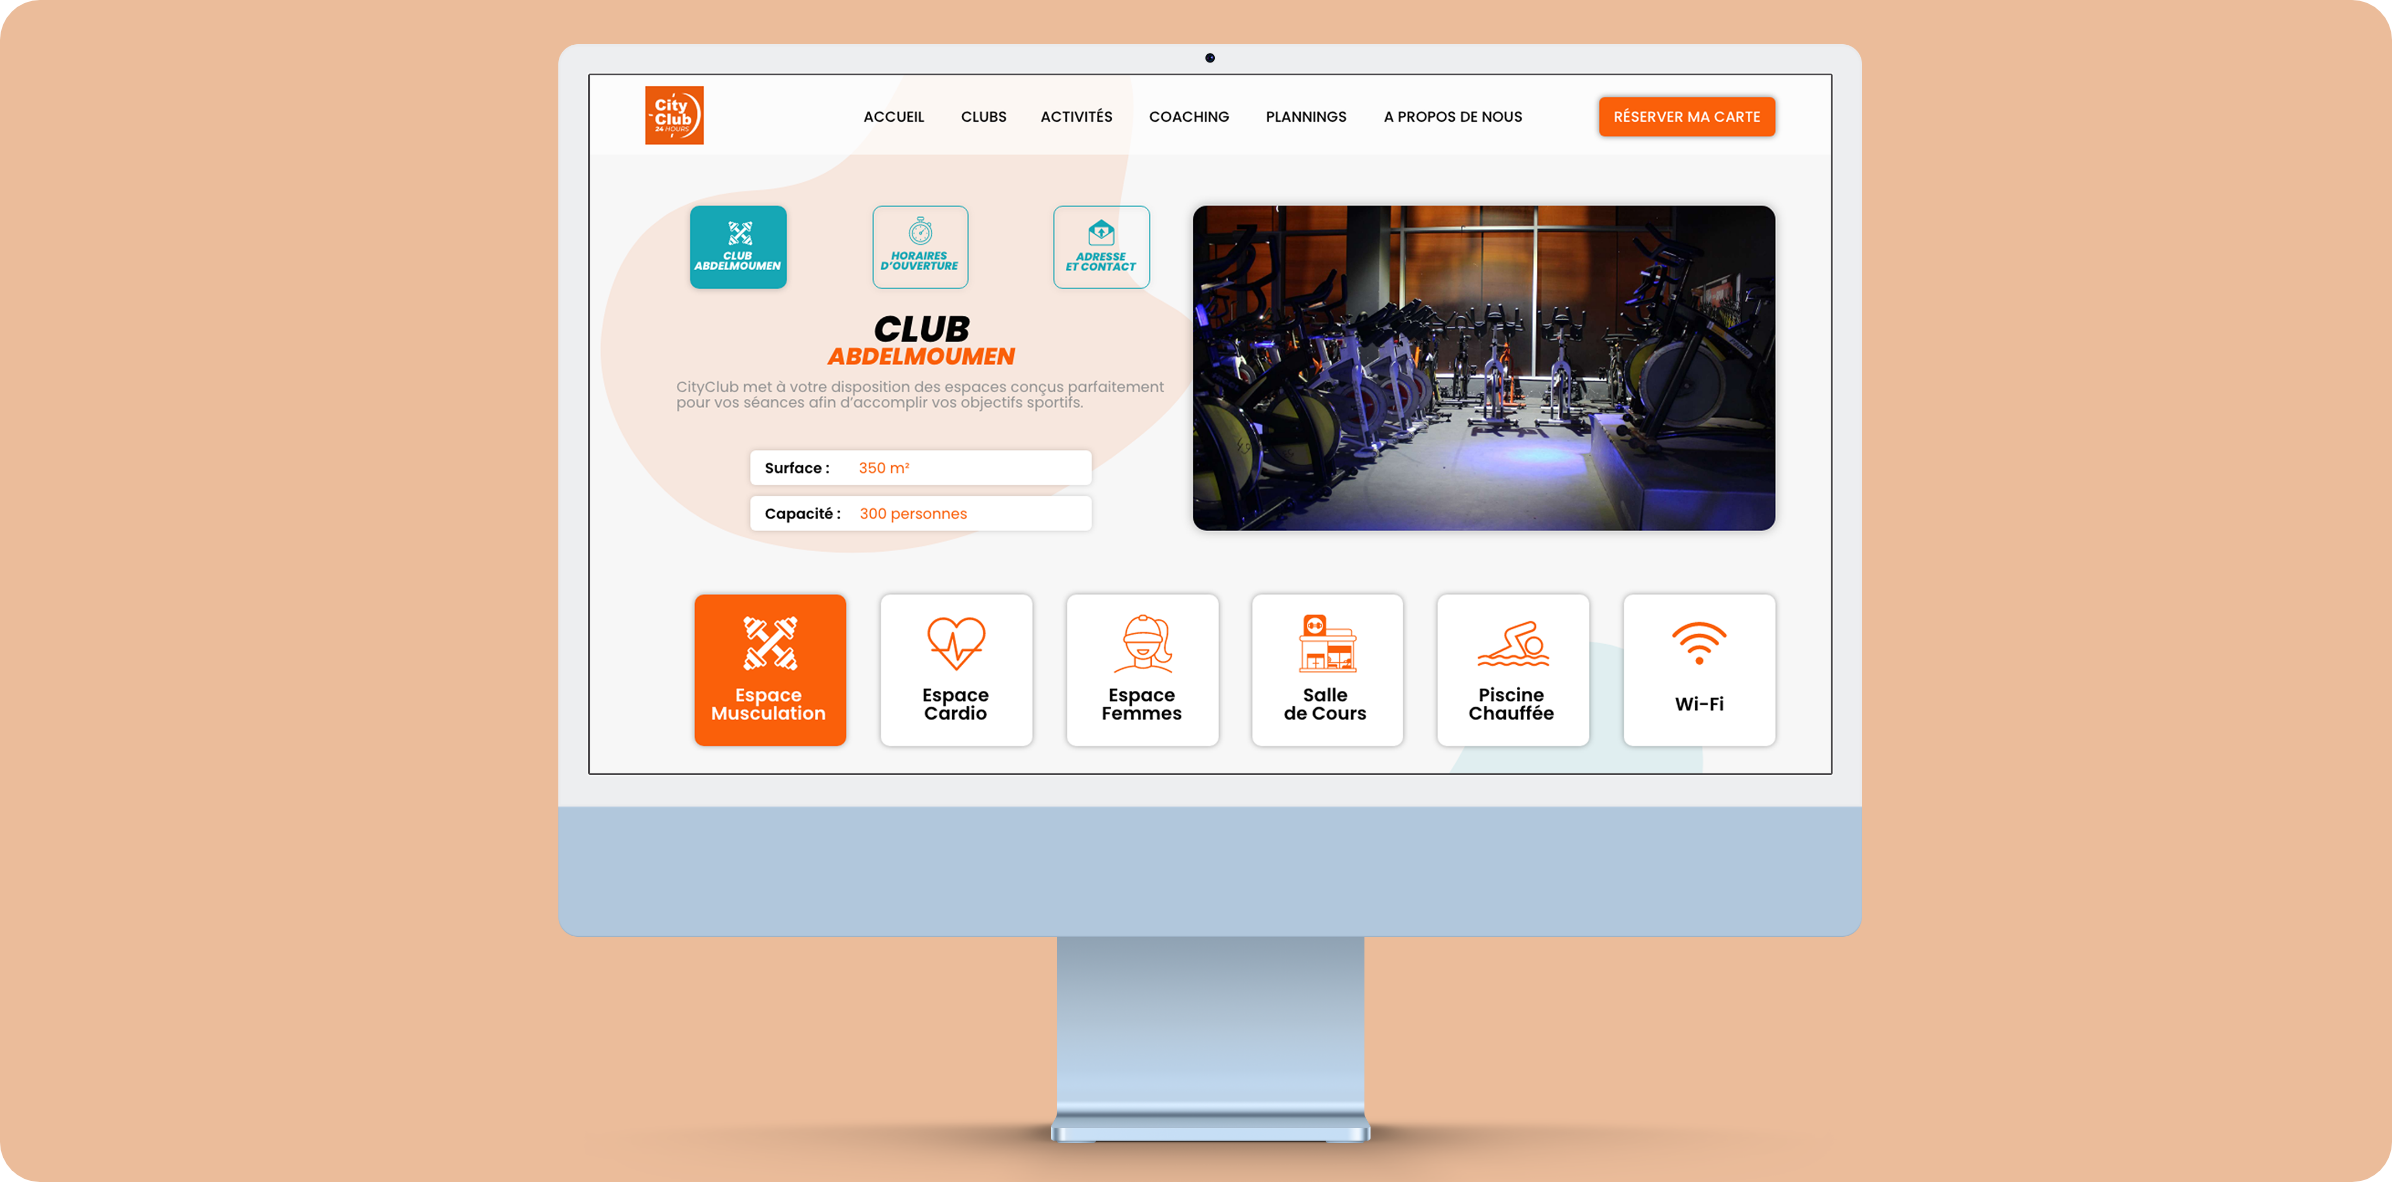 City
Club
24 HOURS
ACCUEIL
CLUBS
ACTIVITÉS
COACHING
PLANNINGS
A PROPOS DE NOUS
RÉSERVER MA CARTE
CLUB
ABDELMOUMEN
HORAIRES
D’OUVERTURE
ADRESSE
ET CONTACT
CLUB
ABDELMOUMEN
CityClub met à votre disposition des espaces conçus parfaitement
pour vos séances afin d’accomplir vos objectifs sportifs.
Surface : 350 m²
Capacité : 300 personnes
Espace
Musculation
Espace
Cardio
Espace
Femmes
Salle
de Cours
Piscine
Chauffée
Wi-Fi